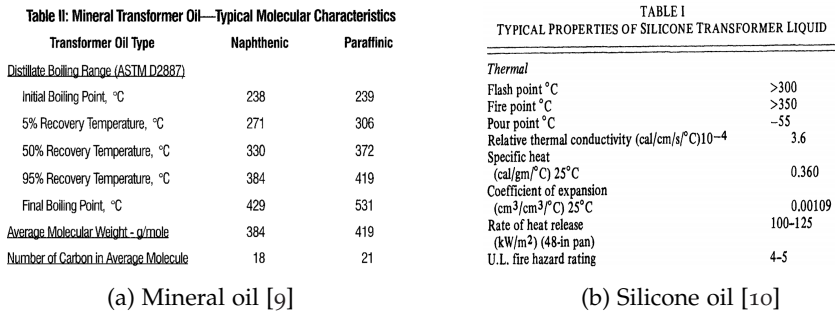 Table II: Mineral Transformer Oil—Typical Molecular Characteristics
Transformer Oil Type Naphthenic Paraffinic
Distillate Boiling Range (ASTM D2887)
Initial Boiling Point, °C 238 239
5% Recovery Temperature, °C 271 306
50% Recovery Temperature, °C 330 372
95% Recovery Temperature, °C 384 419
Final Boiling Point, °C 429 531
Average Molecular Weight - g/mole 384 419
Number of Carbon in Average Molecule 18 21
(a) Mineral oil [9]
TABLE I
TYPICAL PROPERTIES OF SILICONE TRANSFORMER LIQUID
Thermal
Flash point °C >300
Fire point °C >350
Pour point °C −55
Relative thermal conductivity (cal/cm/s/°C)10−4 3.6
Specific heat
(cal/gm/°C) 25°C 0.360
Coefficient of expansion
(cm3/cm3/°C) 25°C 0.00109
Rate of heat release 100–125
(kW/m2) (48-in pan)
U.L. fire hazard rating 4–5
(b) Silicone oil [10]